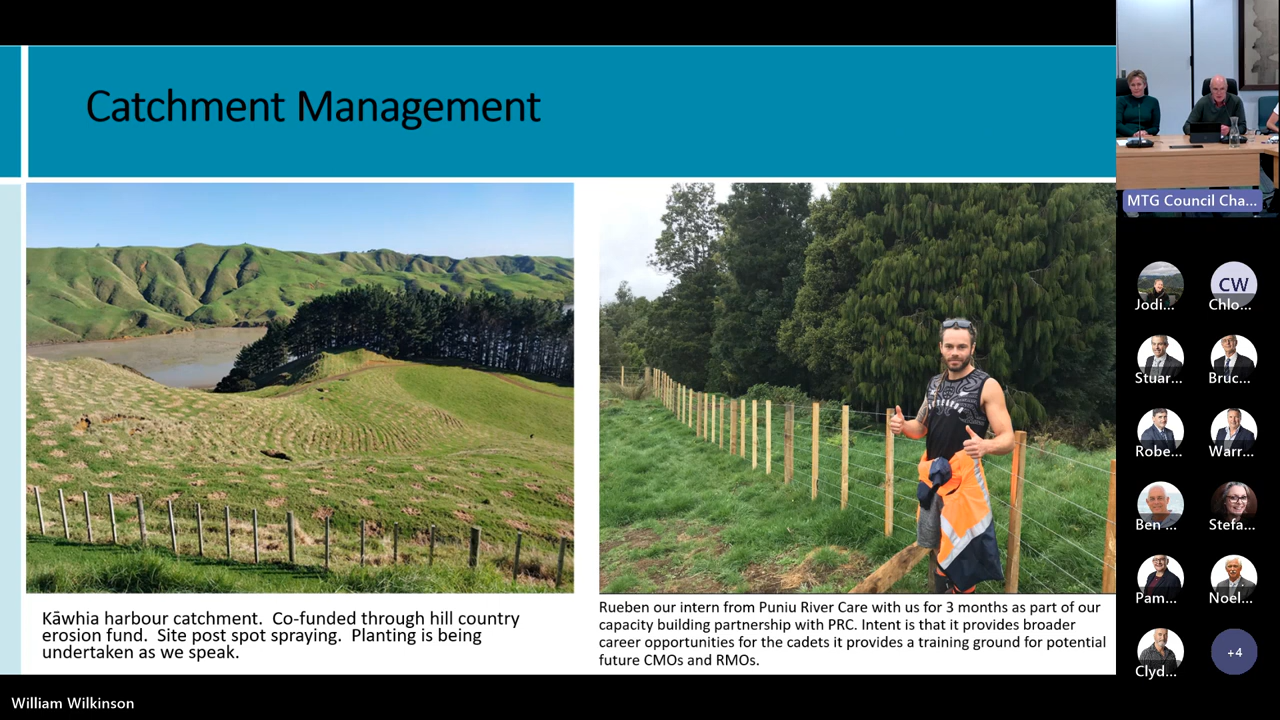 Catchment Management
Kāwhia harbour catchment. Co-funded through hill country
erosion fund. Site post spot spraying. Planting is being
undertaken as we speak.
Rueben our intern from Puniu River Care with us for 3 months as part of our
capacity building partnership with PRC. Intent is that it provides broader
career opportunities for the cadets it provides a training ground for potential
future CMOs and RMOs.
MTG Council Cha...
CW
Jodi...
Chlo...
Stuar...
Bruc...
Robe...
Warr...
Ben ...
Stefa...
Pam...
Noel...
Clyd...
+4
William Wilkinson